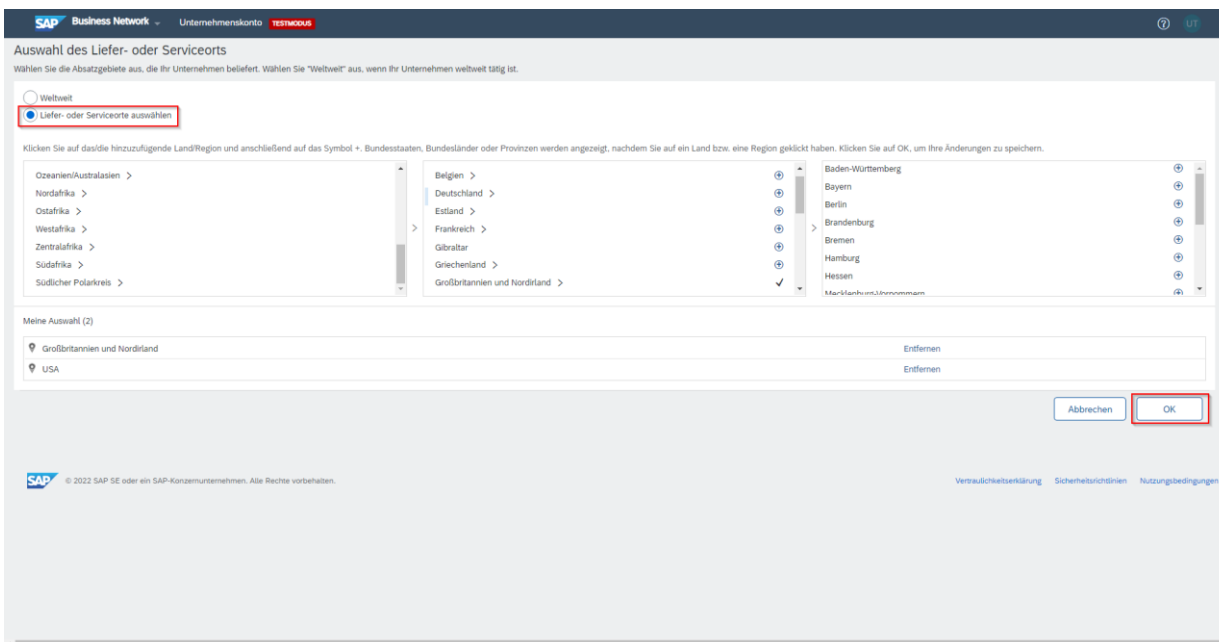 SAP Business Network Unternehmenskonto TESTMODUS UT
Auswahl des Liefer- oder Serviceorts
Wählen Sie die Absatzgebiete aus, die Ihr Unternehmen beliefert. Wählen Sie "Weltweit" aus, wenn Ihr Unternehmen weltweit tätig ist.
Weltweit
Liefer- oder Serviceorte auswählen
Klicken Sie auf das/die hinzuzufügende Land/Region und anschließend auf das Symbol +. Bundesstaaten, Bundesländer oder Provinzen werden angezeigt, nachdem Sie auf ein Land bzw. eine Region geklickt haben. Klicken Sie auf OK, um Ihre Änderungen zu speichern.
Ozeanien/Australasien >
Nordafrika >
Ostafrika >
Westafrika >
Zentralafrika >
Südafrika >
Südlicher Polarkreis >
Belgien >
Deutschland >
Estland >
Frankreich >
Gibraltar
Griechenland >
Großbritannien und Nordirland >
Baden-Württemberg
Bayern
Berlin
Brandenburg
Bremen
Hamburg
Hessen
Mecklenburg-Vorpommern
Meine Auswahl (2)
Großbritannien und Nordirland Entfernen
USA Entfernen
Abbrechen OK
SAP © 2022 SAP SE oder ein SAP-Konzernunternehmen. Alle Rechte vorbehalten. Vertraulichkeitserklärung Sicherheitsrichtlinien Nutzungsbedingungen